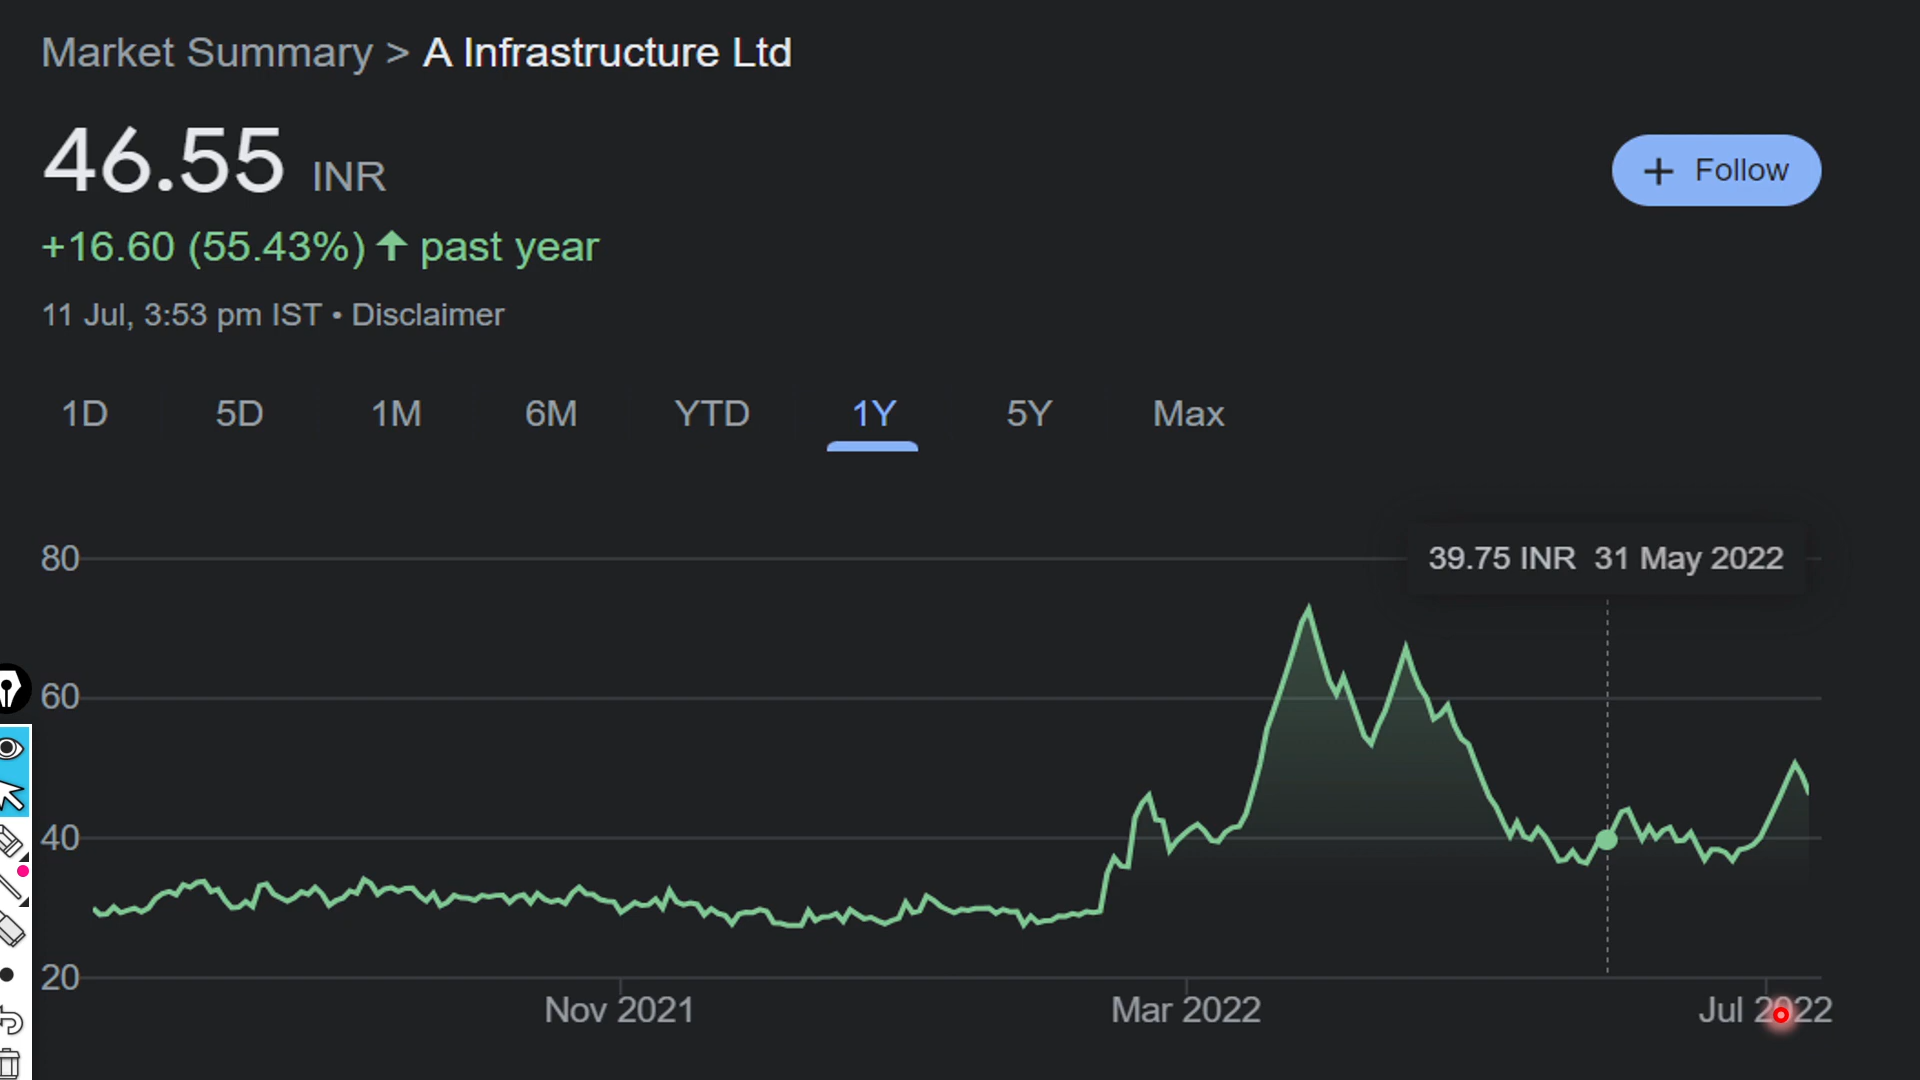 Market Summary > A Infrastructure Ltd
46.55 INR
+ Follow
+16.60 (55.43%) ↑ past year
11 Jul, 3:53 pm IST • Disclaimer
1D 5D 1M 6M YTD 1Y 5Y Max
39.75 INR 31 May 2022
80
60
40
20
Nov 2021 Mar 2022 Jul 2022